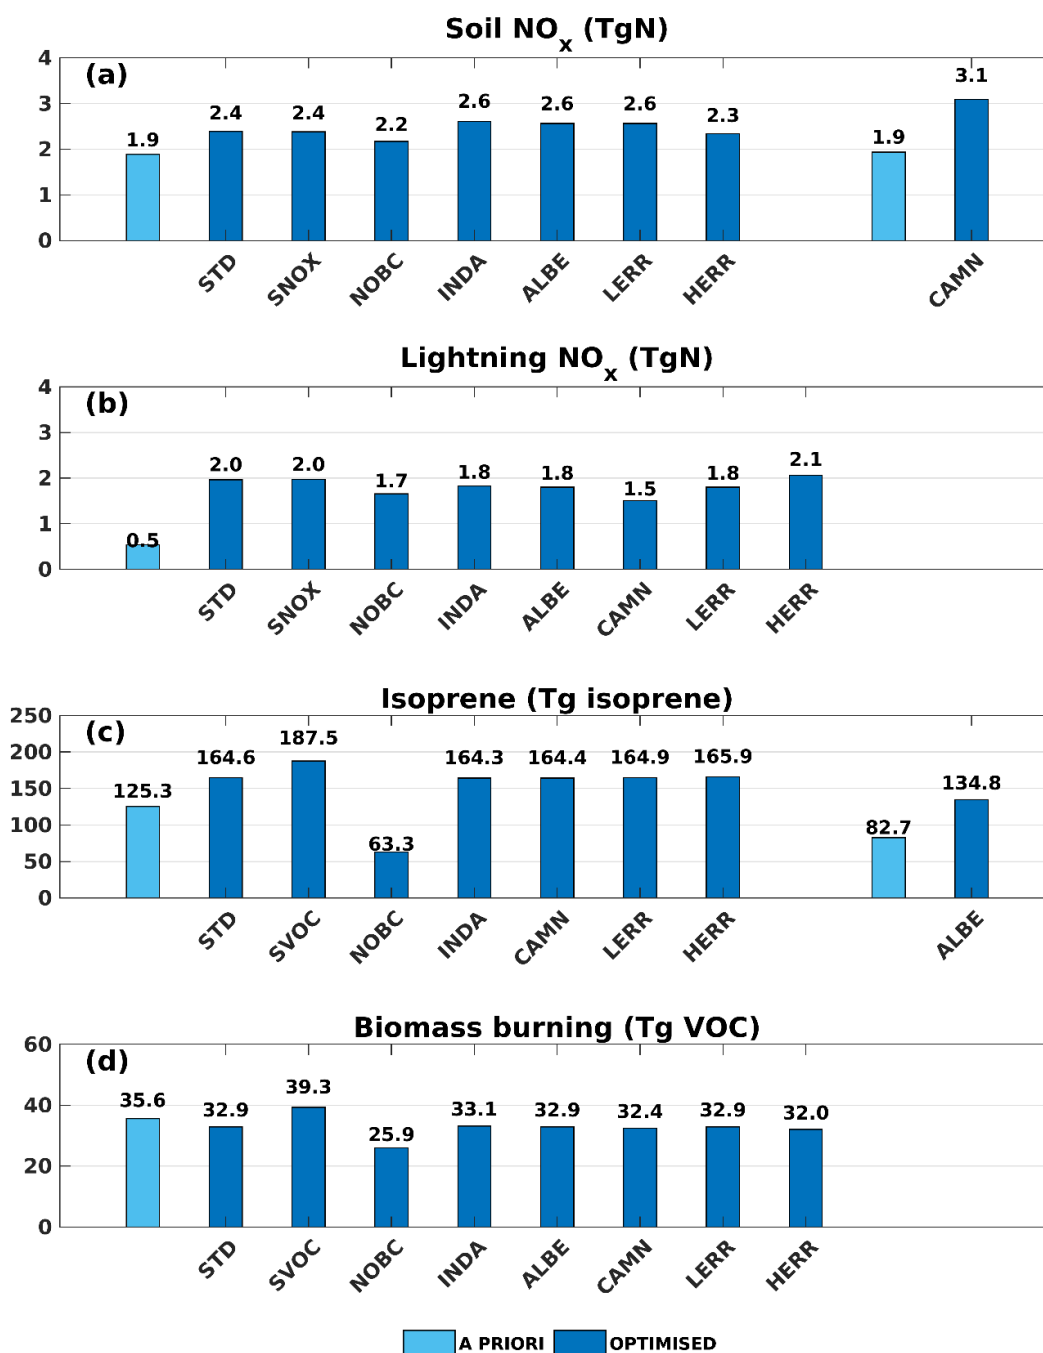 Soil NOx (TgN)
(a)
4
3
2
1
0
1.9
2.4
2.4
2.2
2.6
2.6
2.6
2.3
1.9
3.1
STD
SNOX
NOBC
INDA
ALBE
LERR
HERR
CAMN
Lightning NOx (TgN)
(b)
4
3
2
1
0
0.5
2.0
2.0
1.7
1.8
1.8
1.5
1.8
2.1
STD
SNOX
NOBC
INDA
ALBE
CAMN
LERR
HERR
Isoprene (Tg isoprene)
(c)
250
200
150
100
50
0
125.3
164.6
187.5
63.3
164.3
164.4
164.9
165.9
82.7
134.8
STD
SVOC
NOBC
INDA
CAMN
LERR
HERR
ALBE
Biomass burning (Tg VOC)
(d)
60
40
20
0
35.6
32.9
39.3
25.9
33.1
32.9
32.4
32.9
32.0
STD
SVOC
NOBC
INDA
ALBE
CAMN
LERR
HERR
A PRIORI
OPTIMISED